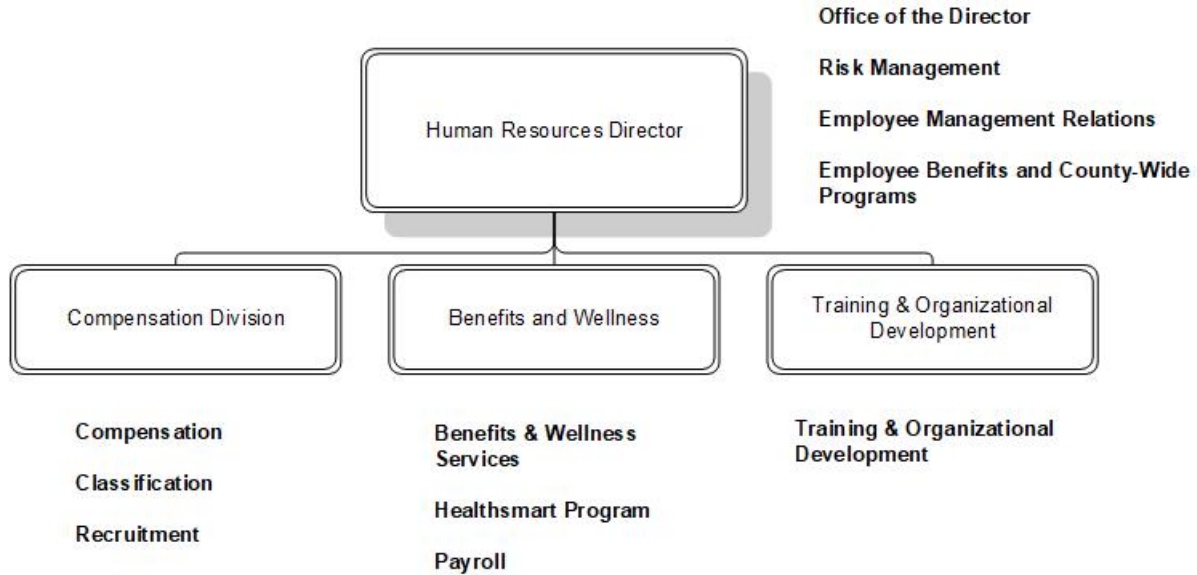 Office of the Director
Risk Management
Employee Management Relations
Employee Benefits and County-Wide
Programs
Human Resources Director
Compensation Division
Benefits and Wellness
Training & Organizational
Development
Compensation
Classification
Recruitment
Benefits & Wellness
Services
Healthsmart Program
Payroll
Training & Organizational
Development